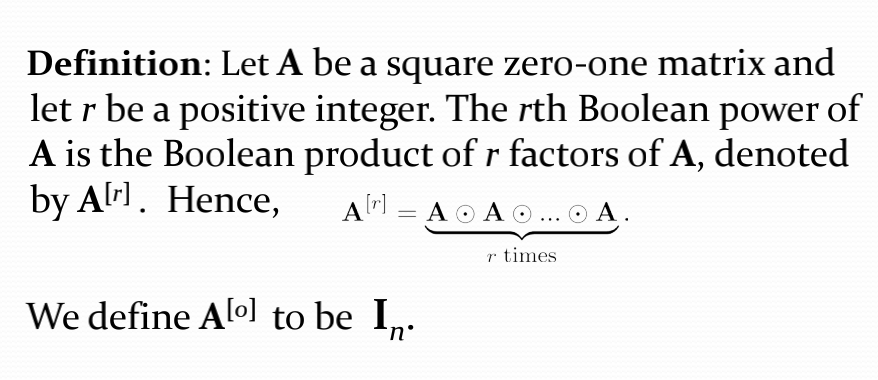 Definition: Let A be a square zero-one matrix and
let r be a positive integer. The rth Boolean power of
A is the Boolean product of r factors of A, denoted
by A[r] . Hence, A[r] = A ⊙ A ⊙ ... ⊙ A .
r times
We define A[o] to be In.